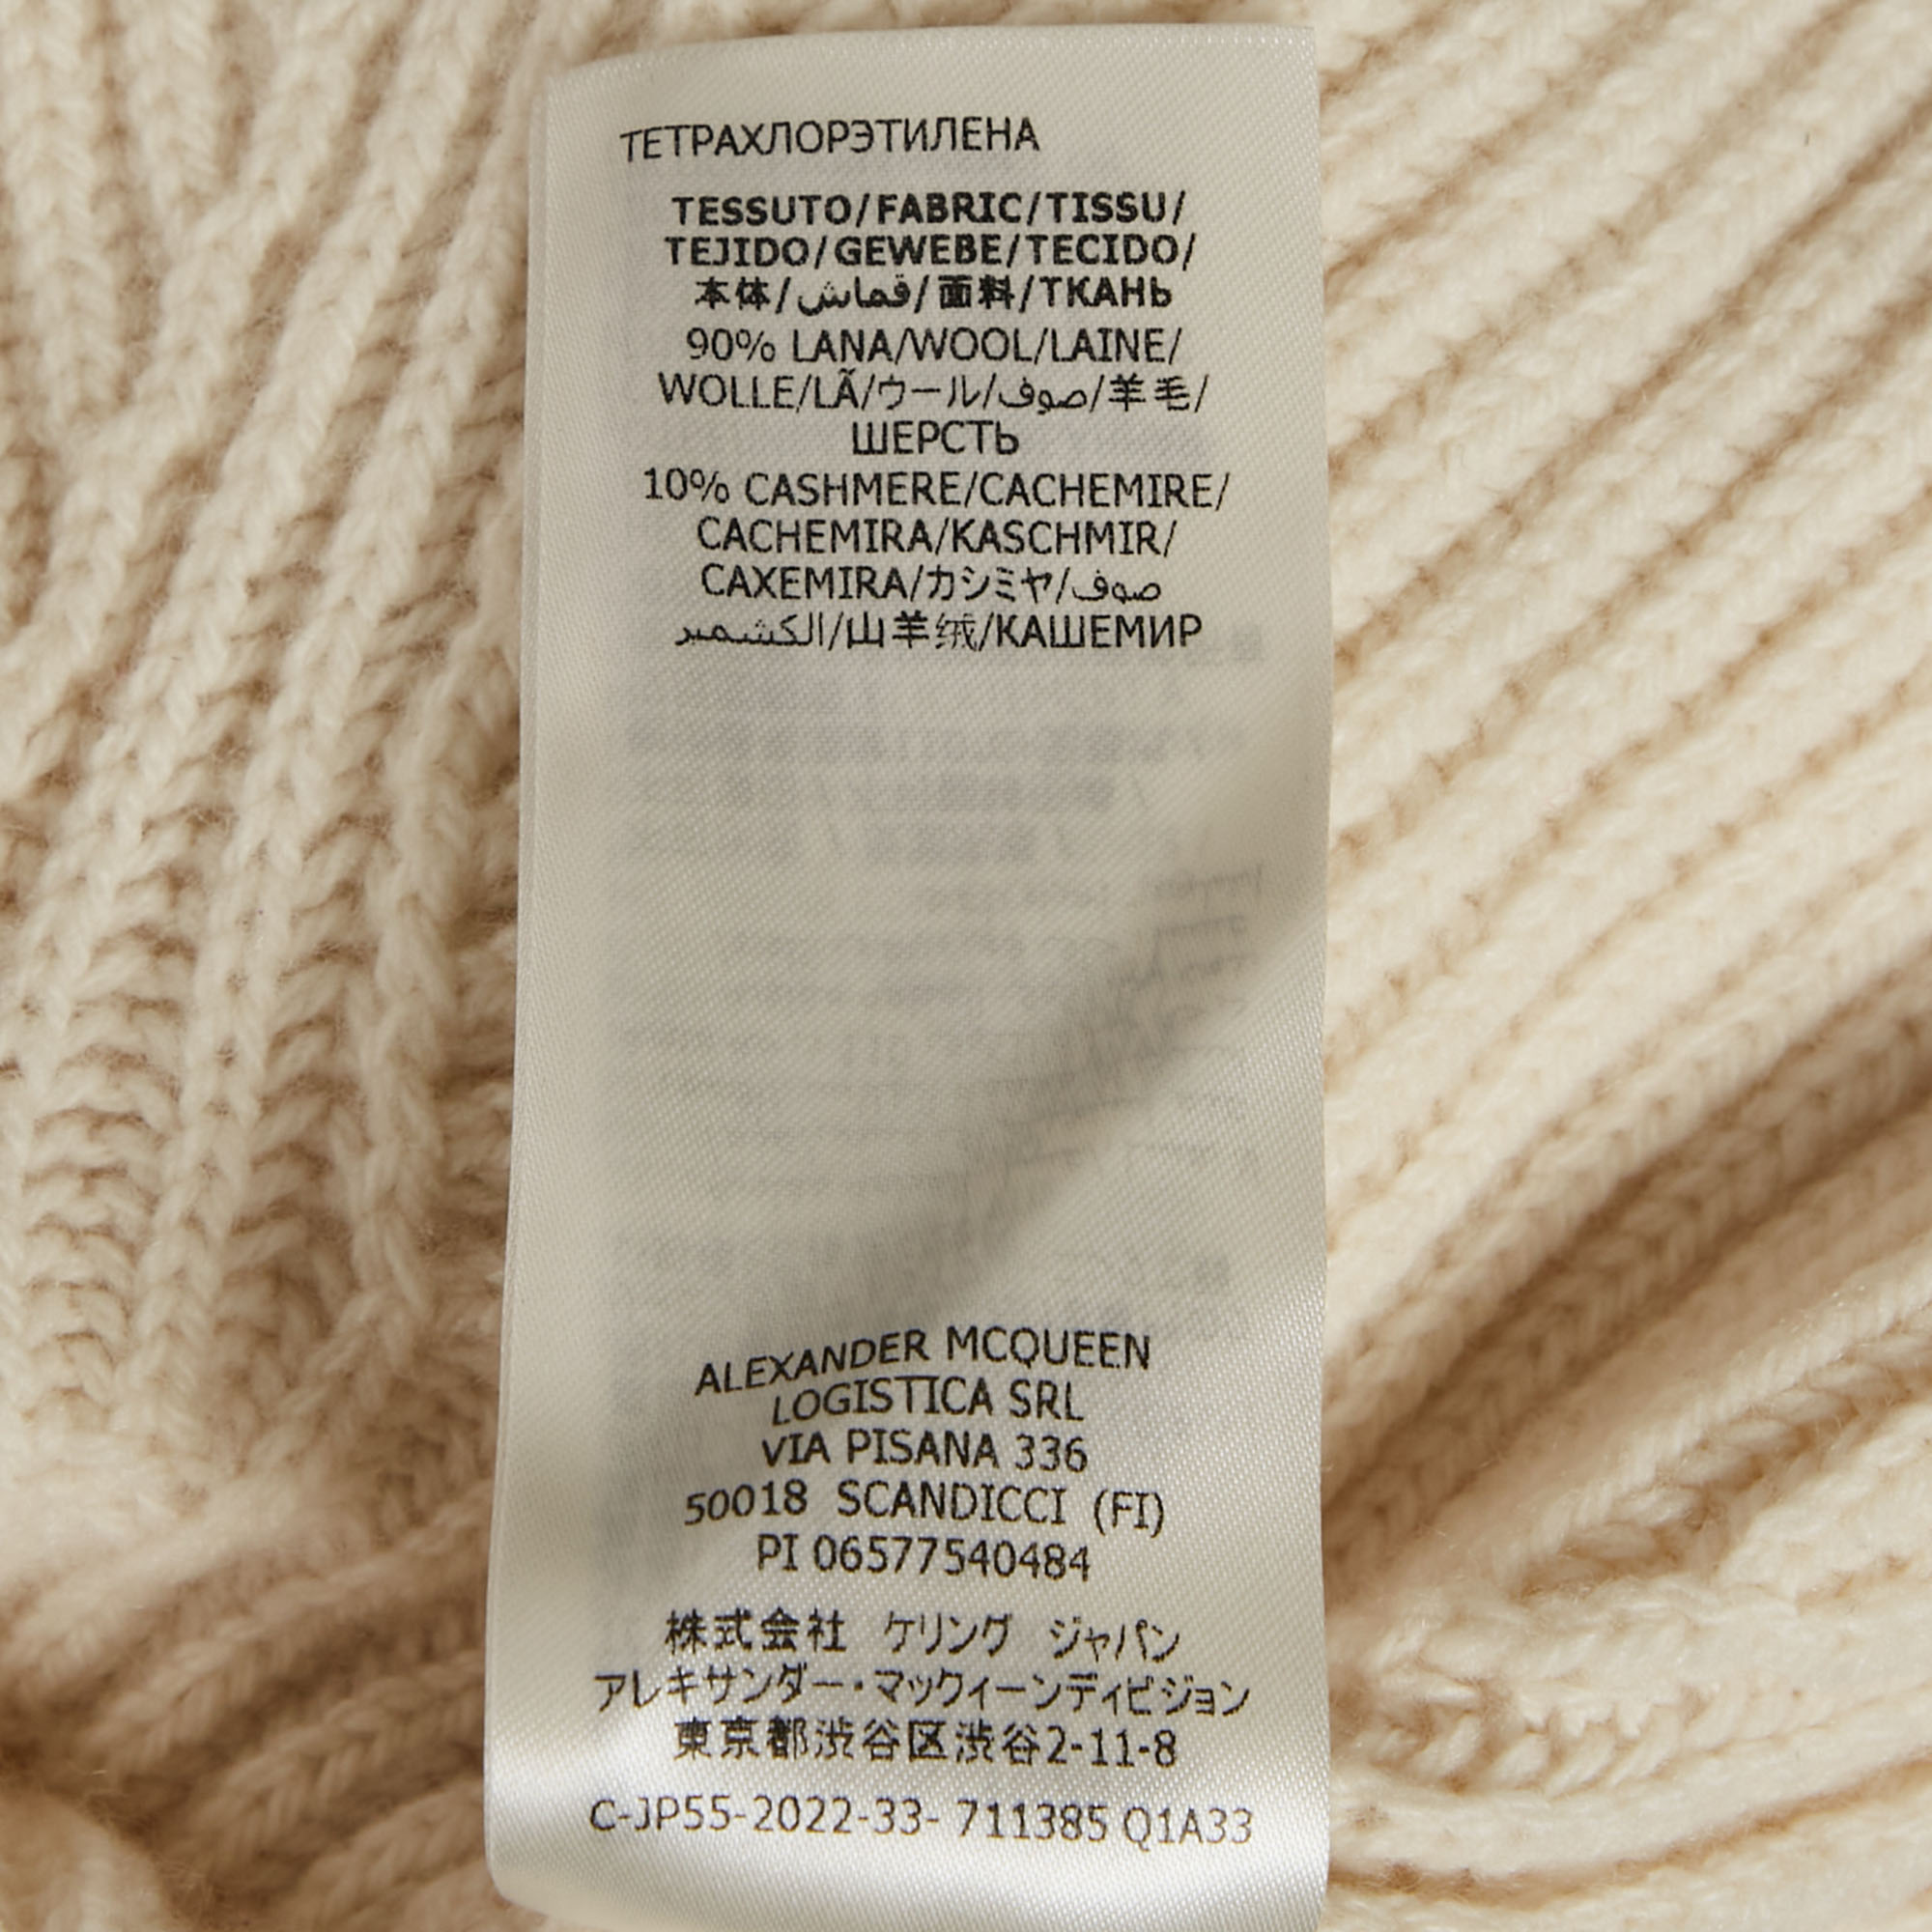 ТЕТРАХЛОРЭТИЛЕНА
TESSUTO/FABRIC/TISSU/
TEJIDO/GEWEBE/TECIDO/
本体/قماش/面料/ТКАНЬ
90% LANA/WOOL/LAINE/
WOLLE/LÃ/ウール/صوف/羊毛/
ШЕРСТЬ
10% CASHMERE/CACHEMIRE/
CACHEMIRA/KASCHMIR/
CAXEMIRA/カシミヤ/صوف
الكشمير/山羊绒/КАШЕМИР
ALEXANDER MCQUEEN
LOGISTICA SRL
VIA PISANA 336
50018 SCANDICCI (FI)
PI 06577540484
株式会社 ケリング ジャパン
アレキサンダー・マックィーンディビジョン
東京都渋谷区渋谷2-11-8
C-JP55-2022-33- 711385 Q1A33